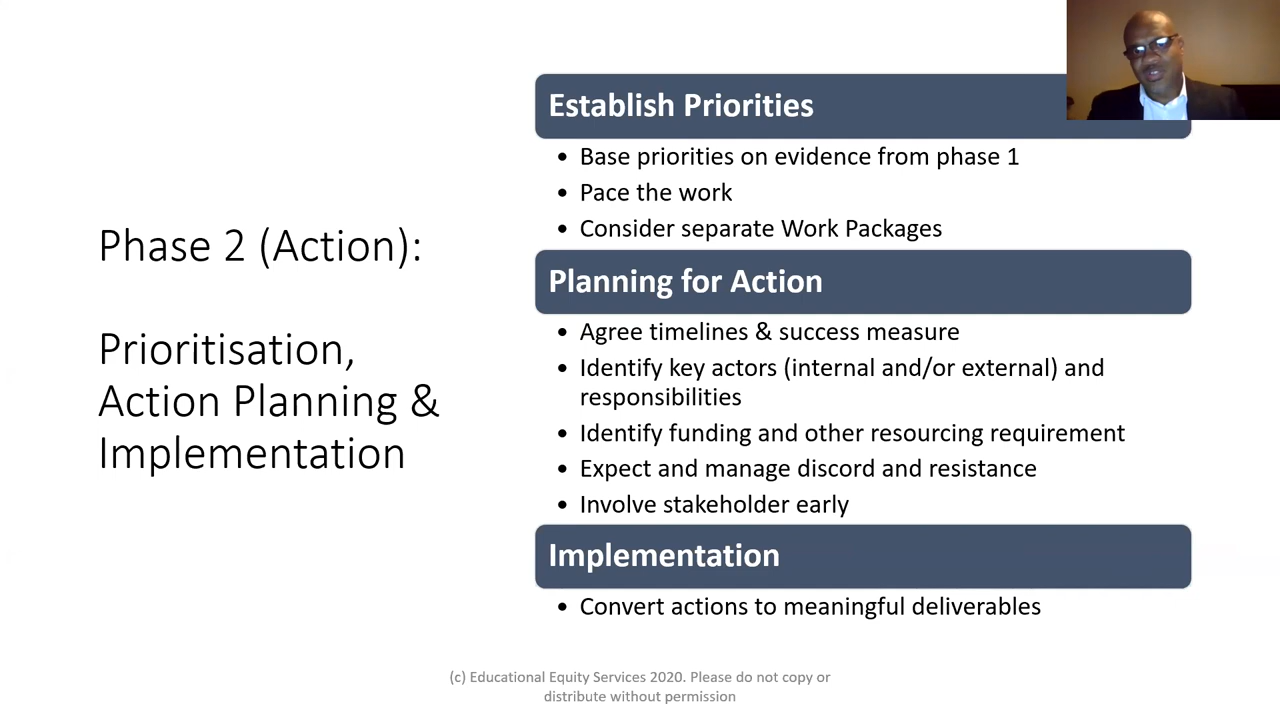 Phase 2 (Action):
Prioritisation,
Action Planning &
Implementation
Establish Priorities
• Base priorities on evidence from phase 1
• Pace the work
• Consider separate Work Packages
Planning for Action
• Agree timelines & success measure
• Identify key actors (internal and/or external) and
responsibilities
• Identify funding and other resourcing requirement
• Expect and manage discord and resistance
• Involve stakeholder early
Implementation
• Convert actions to meaningful deliverables
(c) Educational Equity Services 2020. Please do not copy or
distribute without permission